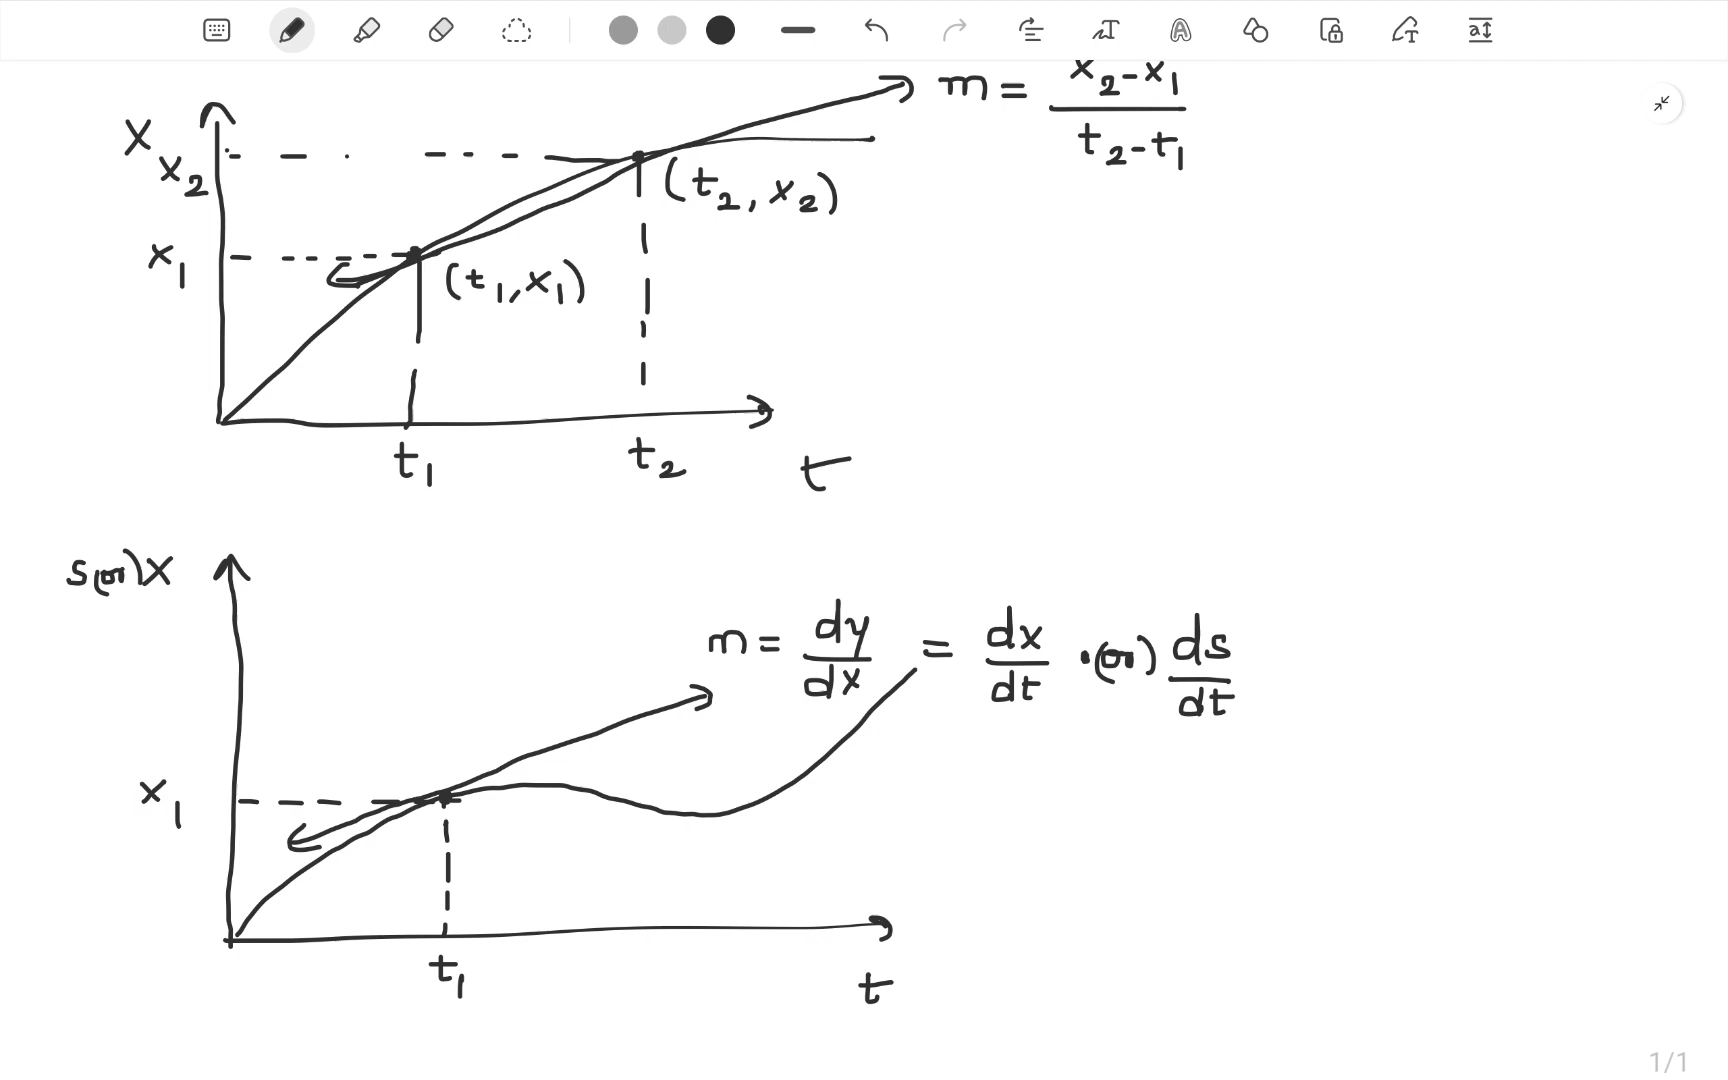 m = x2-x1 / t2-t1
X
x2
(t2, x2)
x1
(t1, x1)
t1 t2 t
s(or)X
m = dy/dx = dx/dt .(or) ds/dt
x1
t1
t
1/1